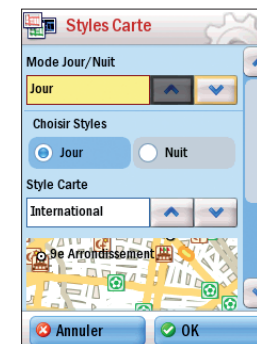 Styles Carte
Mode Jour/Nuit
Jour
Choisir Styles
Jour
Nuit
Style Carte
International
9e Arrondissement
Annuler
OK